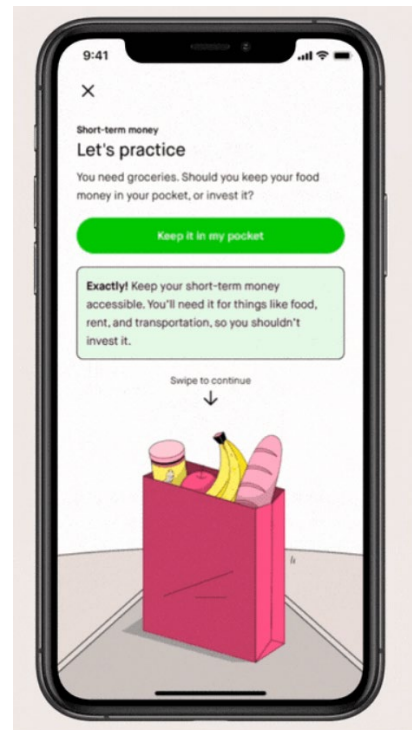 9:41
Short-term money
Let's practice
You need groceries. Should you keep your food
money in your pocket, or invest it?
Keep it in my pocket
Exactly! Keep your short-term money
accessible. You'll need it for things like food,
rent, and transportation, so you shouldn't
invest it.
Swipe to continue